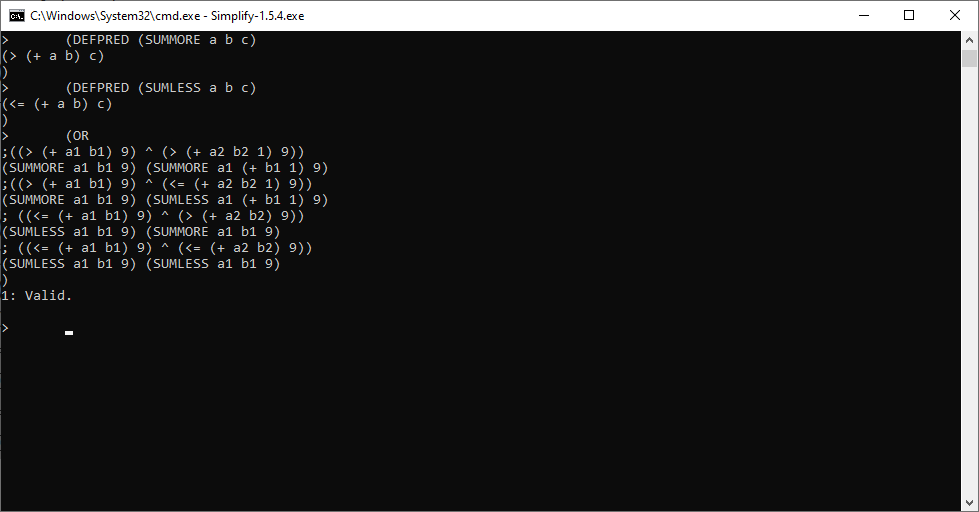 C:\Windows\System32\cmd.exe - Simplify-1.5.4.exe
>       (DEFPRED (SUMMORE a b c)
(> (+ a b) c)
)
>       (DEFPRED (SUMLESS a b c)
(<= (+ a b) c)
)
>       (OR
;((> (+ a1 b1) 9) ^ (> (+ a2 b2 1) 9))
(SUMMORE a1 b1 9) (SUMMORE a1 (+ b1 1) 9)
;((> (+ a1 b1) 9) ^ (<= (+ a2 b2 1) 9))
(SUMMORE a1 b1 9) (SUMLESS a1 (+ b1 1) 9)
; ((<= (+ a1 b1) 9) ^ (> (+ a2 b2) 9))
(SUMLESS a1 b1 9) (SUMMORE a1 b1 9)
; ((<= (+ a1 b1) 9) ^ (<= (+ a2 b2) 9))
(SUMLESS a1 b1 9) (SUMLESS a1 b1 9)
)
1: Valid.
>